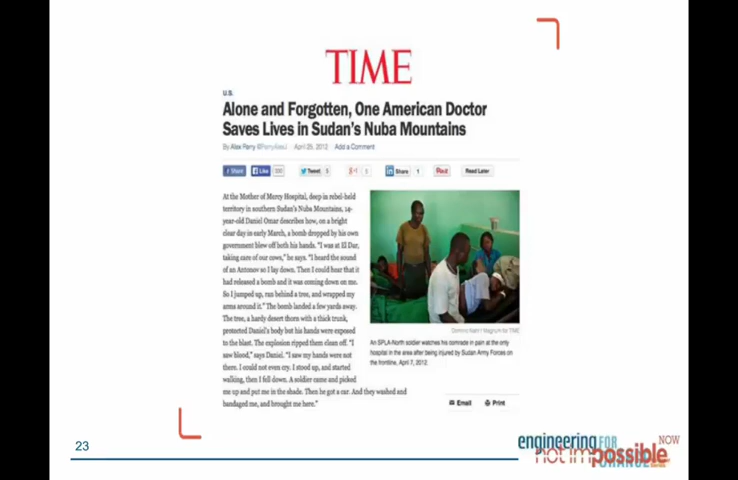 TIME
U.S.
Alone and Forgotten, One American Doctor
Saves Lives in Sudan's Nuba Mountains
By Alex Perry @PerryAlexJ April 25, 2012 Add a Comment
Share Like Tweet 5 +1 Share 1 Pin it Read Later
At the Mother of Mercy Hospital, deep in rebel-held
territory in southern Sudan's Nuba Mountains, 14-
year-old Daniel Omar describes how, on a bright
clear day in early March, a bomb dropped by his own
government blew off both his hands. "I was at El Dar,
taking care of our cows," he says. "I heard the sound
of an Antonov so I lay down. Then I could hear that it
had released a bomb and it was coming down on me.
So I jumped up, ran behind a tree, and wrapped my
arms around it." The bomb landed a few yards away.
The tree, a hardy desert thorn with a thick trunk,
protected Daniel's body but his hands were exposed
to the blast. The explosion ripped them clean off. "I
saw blood," says Daniel. "I saw my hands were not
there. I could not even cry. I stood up, and started
walking, then I fell down. A soldier came and picked
me up and put me in the shade. Then he got a car. And they washed and
bandaged me, and brought me here."
Magnum for TIME
An SPLA-North soldier watches his comrade in pain at the only
hospital in the area after being injured by Sudan Army Forces on
the frontline, April 7, 2012.
Email Print
23
engineering FOR
not impossible NOW
CHANGE